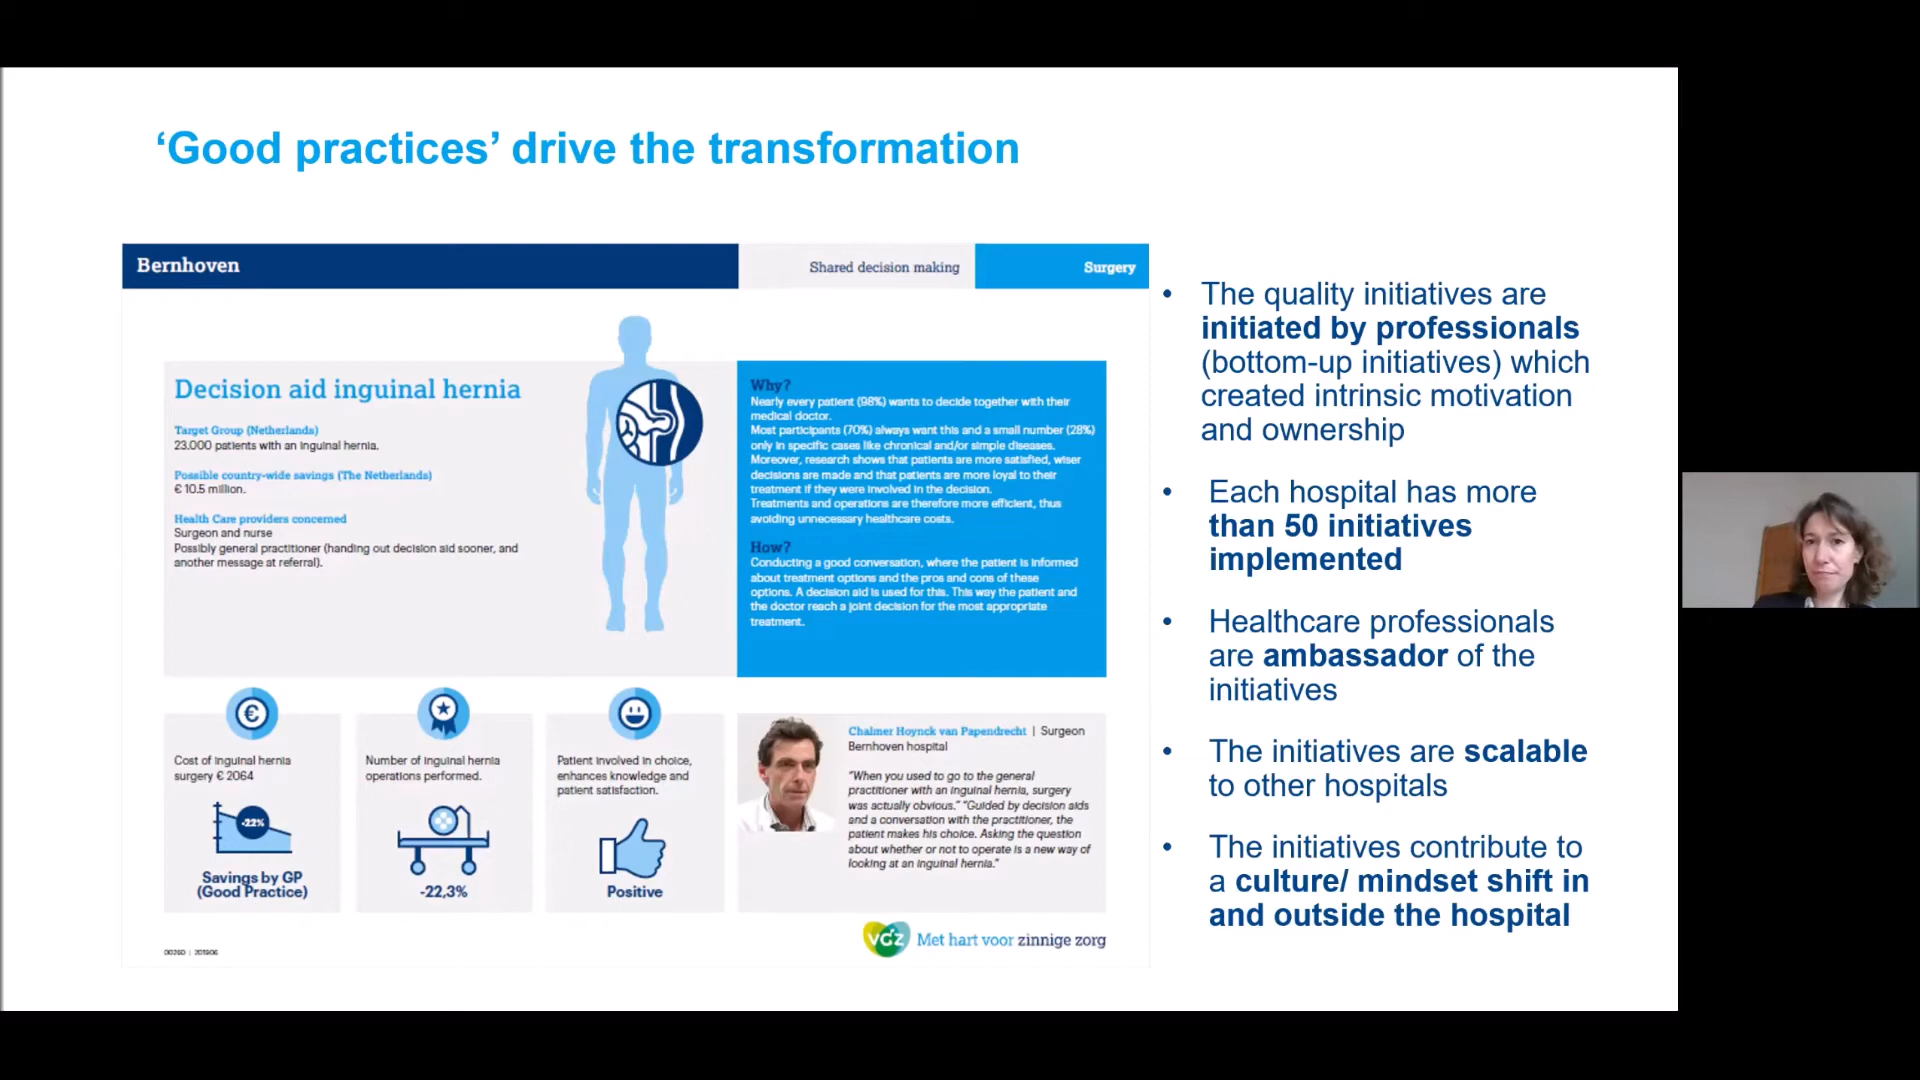 ‘Good practices’ drive the transformation
Bernhoven
Shared decision making
Surgery
Decision aid inguinal hernia
Target Group (Netherlands)
23.000 patients with an inguinal hernia.
Possible country-wide savings (The Netherlands)
€ 10.5 million.
Health Care providers concerned
Surgeon and nurse
Possibly general practitioner (handing out decision aid sooner, and
another message at referral).
Why?
Nearly every patient (98%) wants to decide together with their
medical doctor.
Most participants (70%) always want this and a small number (28%)
only in specific cases like chronical and/or simple diseases.
Moreover, research shows that patients are more satisfied, wiser
decisions are made and that patients are more loyal to their
treatment if they were involved in the decision.
Treatments and operations are therefore more efficient, thus
avoiding unnecessary healthcare costs.
How?
Conducting a good conversation, where the patient is informed
about treatment options and the pros and cons of these
options. A decision aid is used for this. This way the patient and
the doctor reach a joint decision for the most appropriate
treatment.
€
Cost of inguinal hernia
surgery € 2064
-22%
Savings by GP
(Good Practice)
Number of inguinal hernia
operations performed.
-22,3%
Patient involved in choice,
enhances knowledge and
patient satisfaction.
Positive
Chalmer Hoynck van Papendrecht | Surgeon
Bernhoven hospital
"When you used to go to the general
practitioner with an inguinal hernia, surgery
was actually obvious." "Guided by decision aids
and a conversation with the practitioner, the
patient makes his choice. Asking the question
about whether or not to operate is a new way of
looking at an inguinal hernia."
0026D | 201906
VGZ Met hart voor zinnige zorg
• The quality initiatives are
initiated by professionals
(bottom-up initiatives) which
created intrinsic motivation
and ownership
• Each hospital has more
than 50 initiatives
implemented
• Healthcare professionals
are ambassador of the
initiatives
• The initiatives are scalable
to other hospitals
• The initiatives contribute to
a culture/ mindset shift in
and outside the hospital